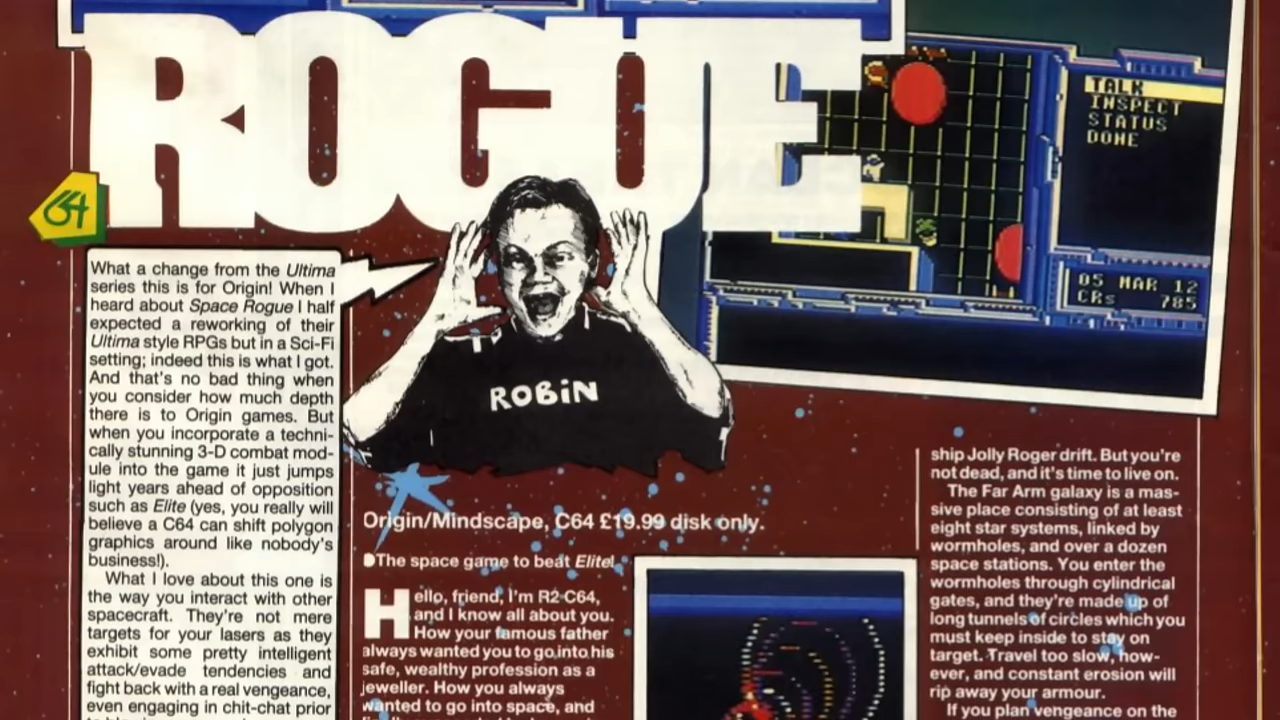 ROGUE
64
TALK
INSPECT
STATUS
DONE
05 MAR 12
CRs 785
What a change from the Ultima
series this is for Origin! When I
heard about Space Rogue I half
expected a reworking of their
Ultima style RPGs but in a Sci-Fi
setting; indeed this is what I got.
And that's no bad thing when
you consider how much depth
there is to Origin games. But
when you incorporate a techni-
cally stunning 3-D combat mod-
ule into the game it just jumps
light years ahead of opposition
such as Elite (yes, you really will
believe a C64 can shift polygon
graphics around like nobody's
business!).
What I love about this one is
the way you interact with other
spacecraft. They're not mere
targets for your lasers as they
exhibit some pretty intelligent
attack/evade tendencies and
fight back with a real vengeance,
even engaging in chit-chat prior
ROBiN
Origin/Mindscape, C64 £19.99 disk only.
The space game to beat Elite!
Hello, friend, I'm R2-C64,
and I know all about you.
How your famous father
always wanted you to go into his
safe, wealthy profession as a
jeweller. How you always
wanted to go into space, and
ship Jolly Roger drift. But you're
not dead, and it's time to live on.
The Far Arm galaxy is a mas-
sive place consisting of at least
eight star systems, linked by
wormholes, and over a dozen
space stations. You enter the
wormholes through cylindrical
gates, and they're made up of
long tunnels of circles which you
must keep inside to stay on
target. Travel too slow, how-
ever, and constant erosion will
rip away your armour.
If you plan vengeance on the